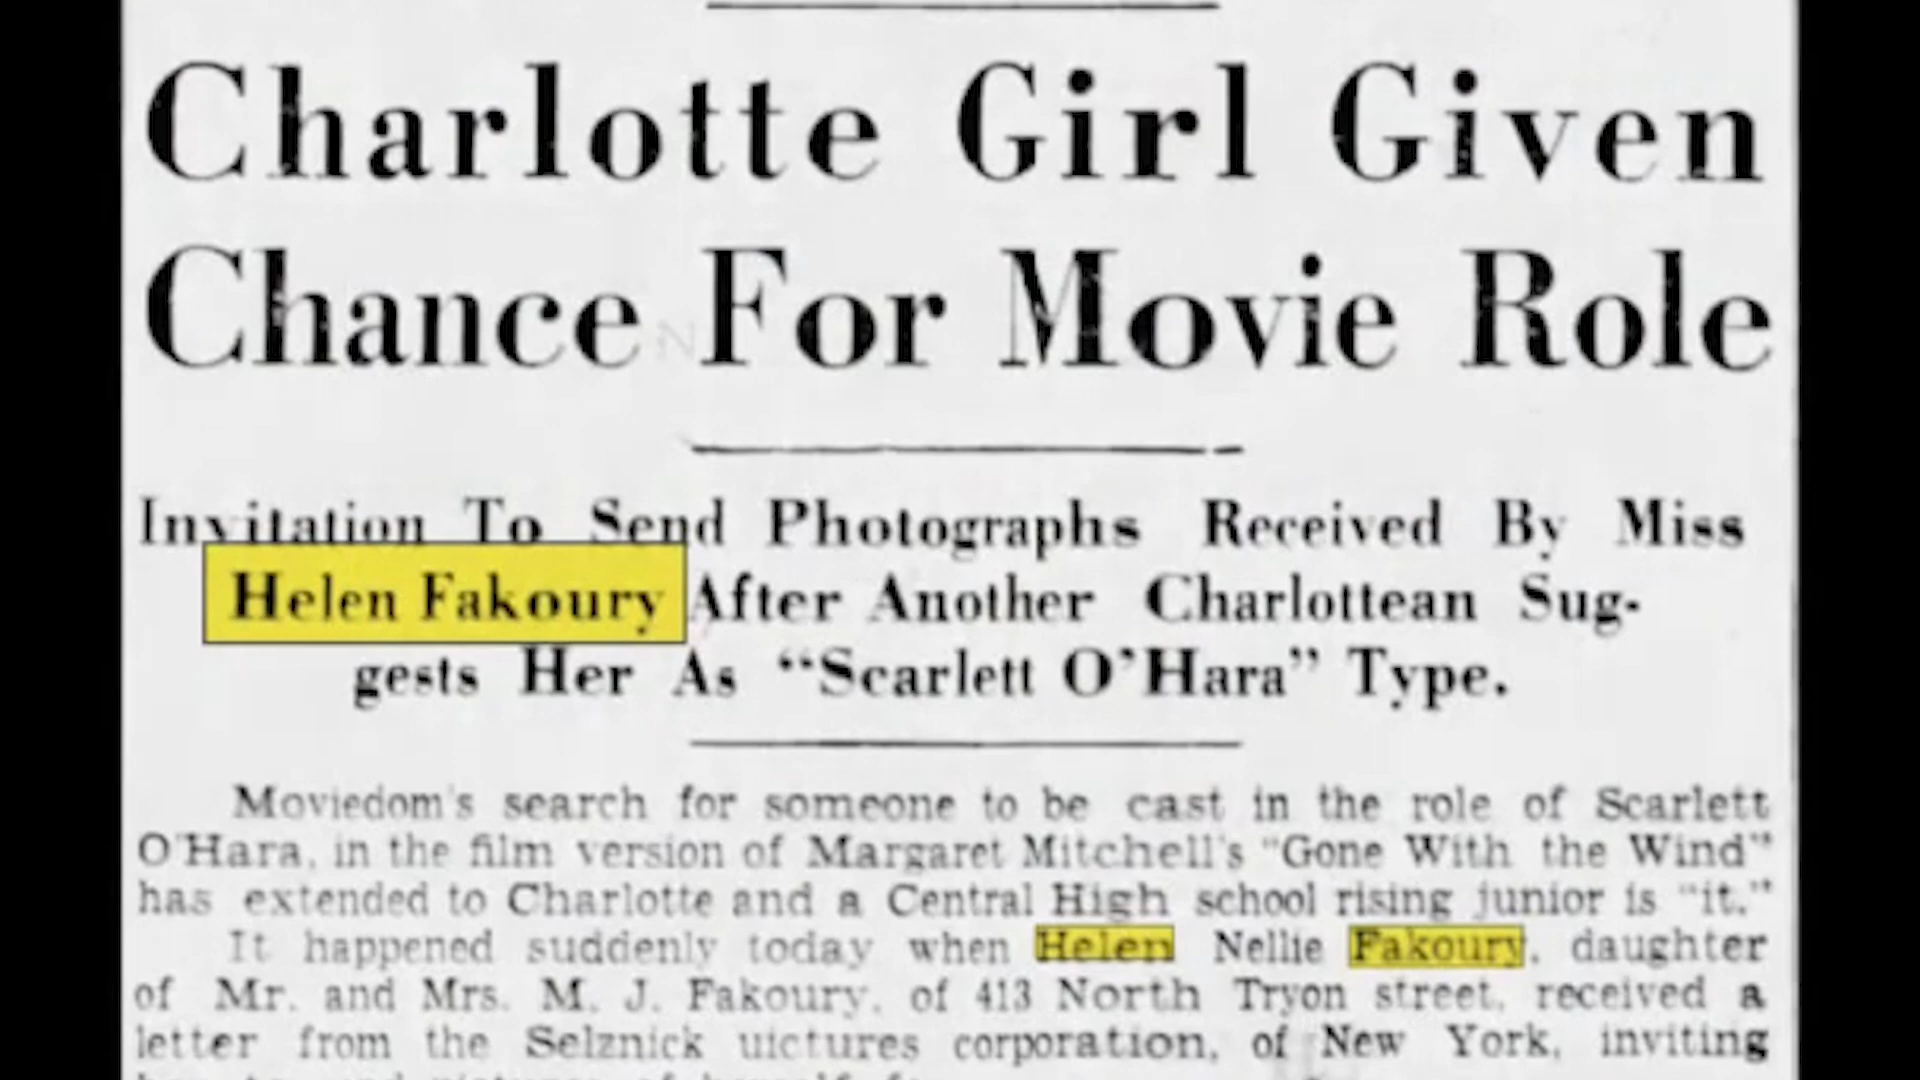 Charlotte Girl Given
Chance For Movie Role
Invitation To Send Photographs Received By Miss
Helen Fakoury After Another Charlottean Sug-
gests Her As “Scarlett O’Hara” Type.
Moviedom's search for someone to be cast in the role of Scarlett
O'Hara, in the film version of Margaret Mitchell's "Gone With the Wind"
has extended to Charlotte and a Central High school rising junior is "it."
It happened suddenly today when Helen Nellie Fakoury, daughter
of Mr. and Mrs. M. J. Fakoury, of 413 North Tryon street, received a
letter from the Selznick uictures corporation, of New York, inviting